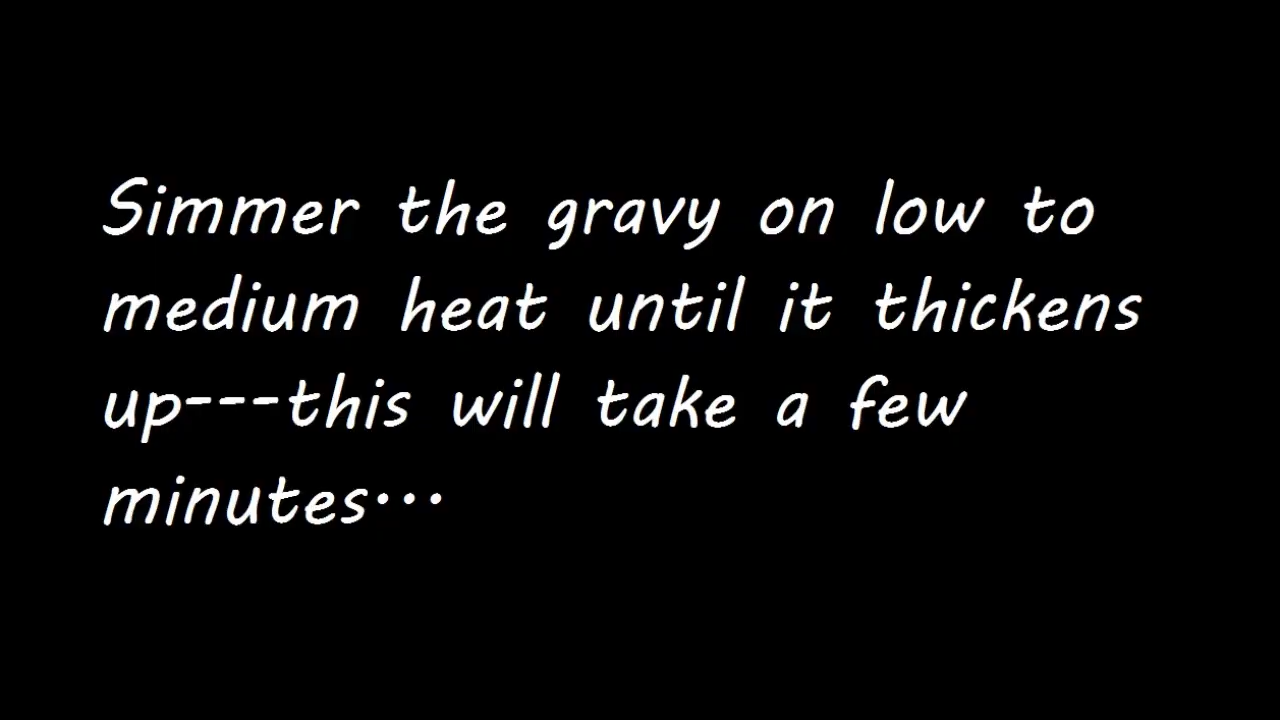 Simmer the gravy on low to
medium heat until it thickens
up---this will take a few
minutes...